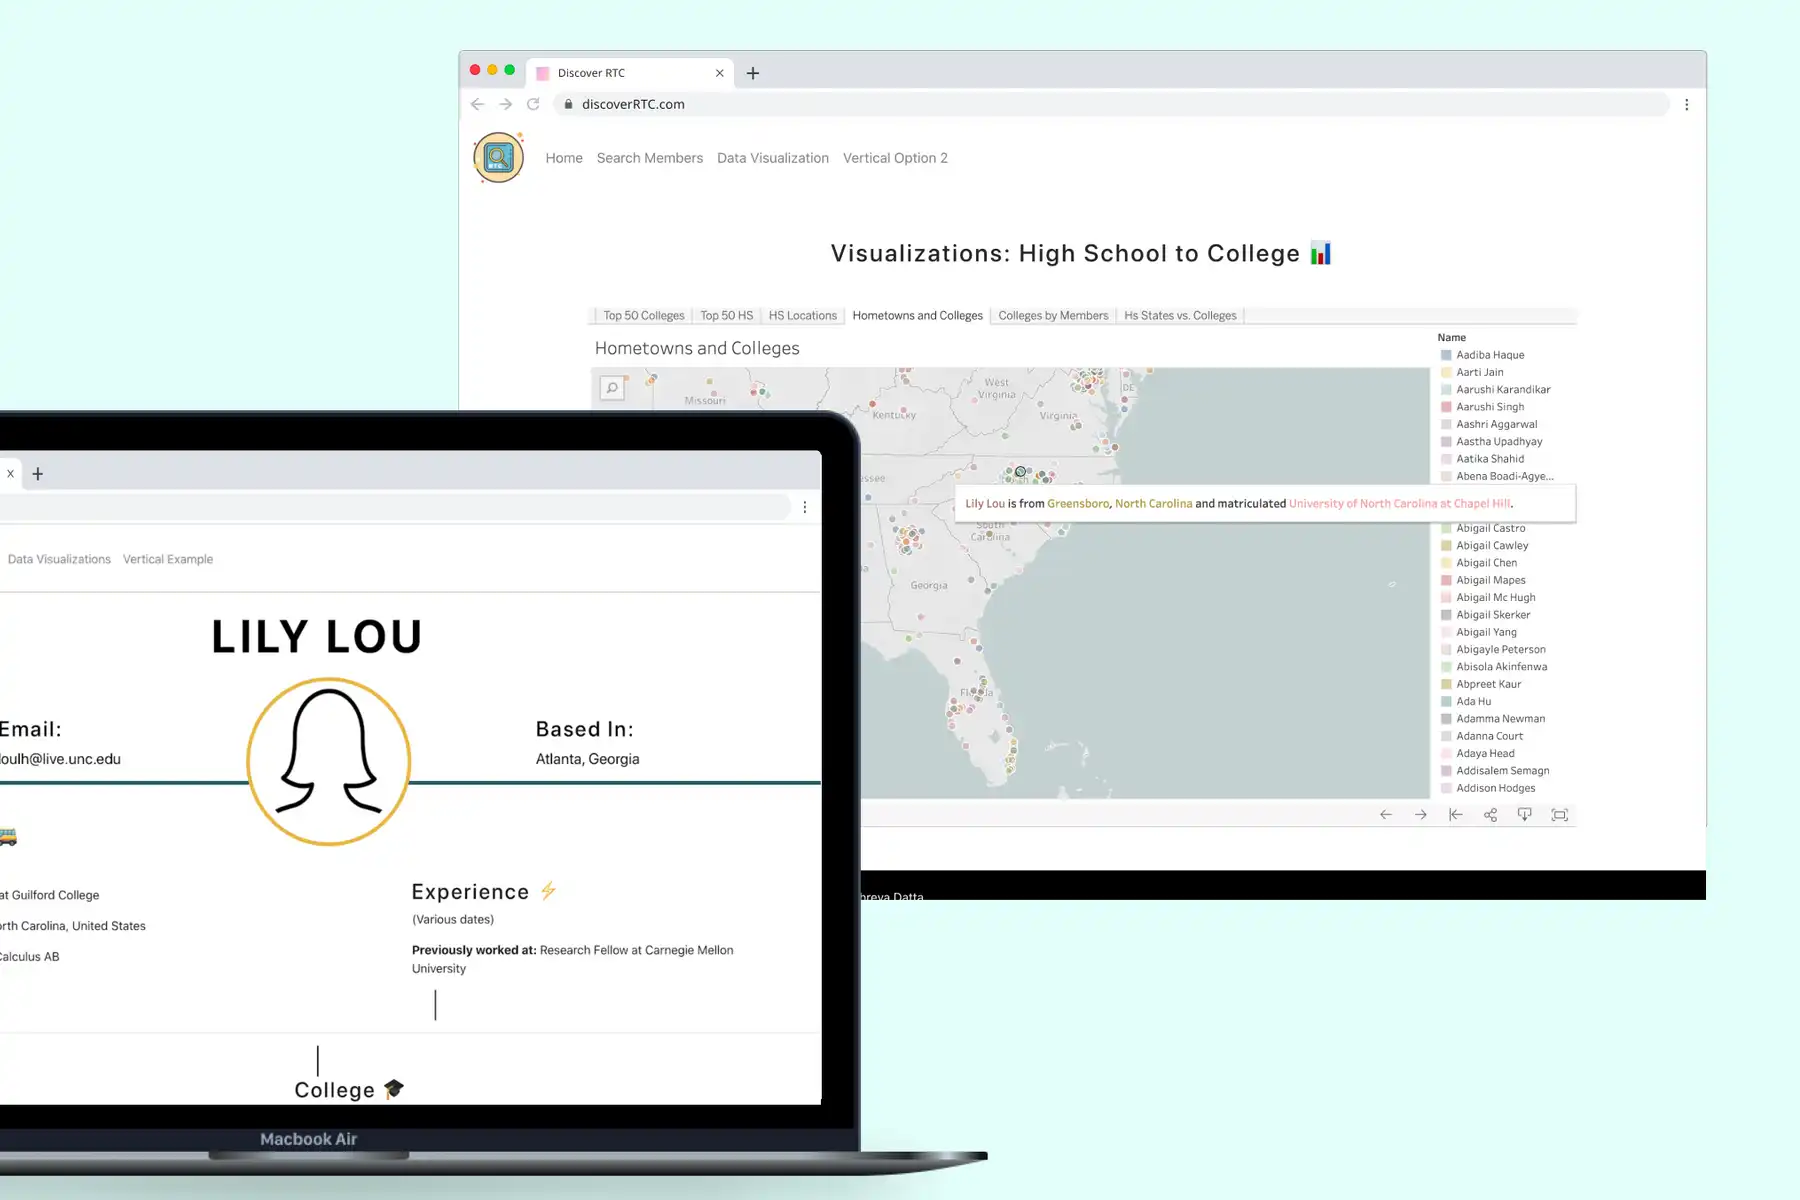 Discover RTC
discoverRTC.com
Home Search Members Data Visualization Vertical Option 2
Visualizations: High School to College
Top 50 Colleges Top 50 HS HS Locations Hometowns and Colleges Colleges by Members Hs States vs. Colleges
Hometowns and Colleges
Name
Aadiba Haque
Aarti Jain
Aarushi Karandikar
Aarushi Singh
Aashri Aggarwal
Aastha Upadhyay
Aatika Shahid
Abena Boadi-Agye...
Missouri
Kentucky
West
Virginia
Virginia
DE
ssee
Lily Lou is from Greensboro, North Carolina and matriculated University of North Carolina at Chapel Hill.
South
Carolina
Georgia
Florida
Abigail Castro
Abigail Cawley
Abigail Chen
Abigail Mapes
Abigail Mc Hugh
Abigail Skerker
Abigail Yang
Abigayle Peterson
Abisola Akinfenwa
Abpreet Kaur
Ada Hu
Adamma Newman
Adanna Court
Adaya Head
Addisalem Semagn
Addison Hodges
hreya Datta
Data Visualizations Vertical Example
LILY LOU
Email:
loulh@live.unc.edu
Based In:
Atlanta, Georgia
at Guilford College
rth Carolina, United States
Calculus AB
Experience
(Various dates)
Previously worked at: Research Fellow at Carnegie Mellon
University
College
Macbook Air